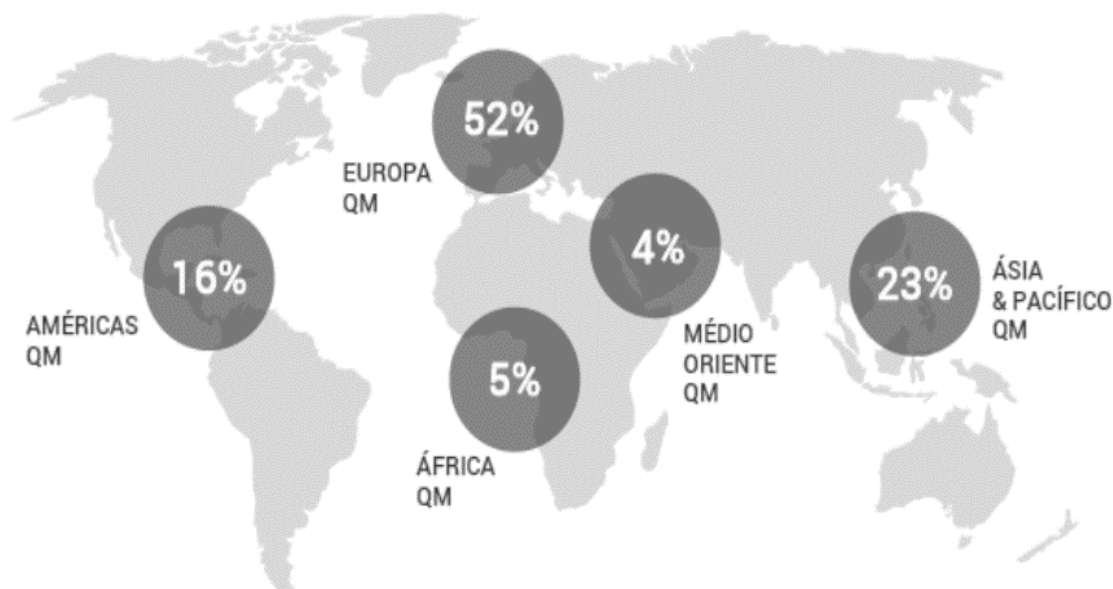 52%
EUROPA
QM
16%
AMÉRICAS
QM
4%
MÉDIO
ORIENTE
QM
23%
ÁSIA
& PACÍFICO
QM
5%
ÁFRICA
QM